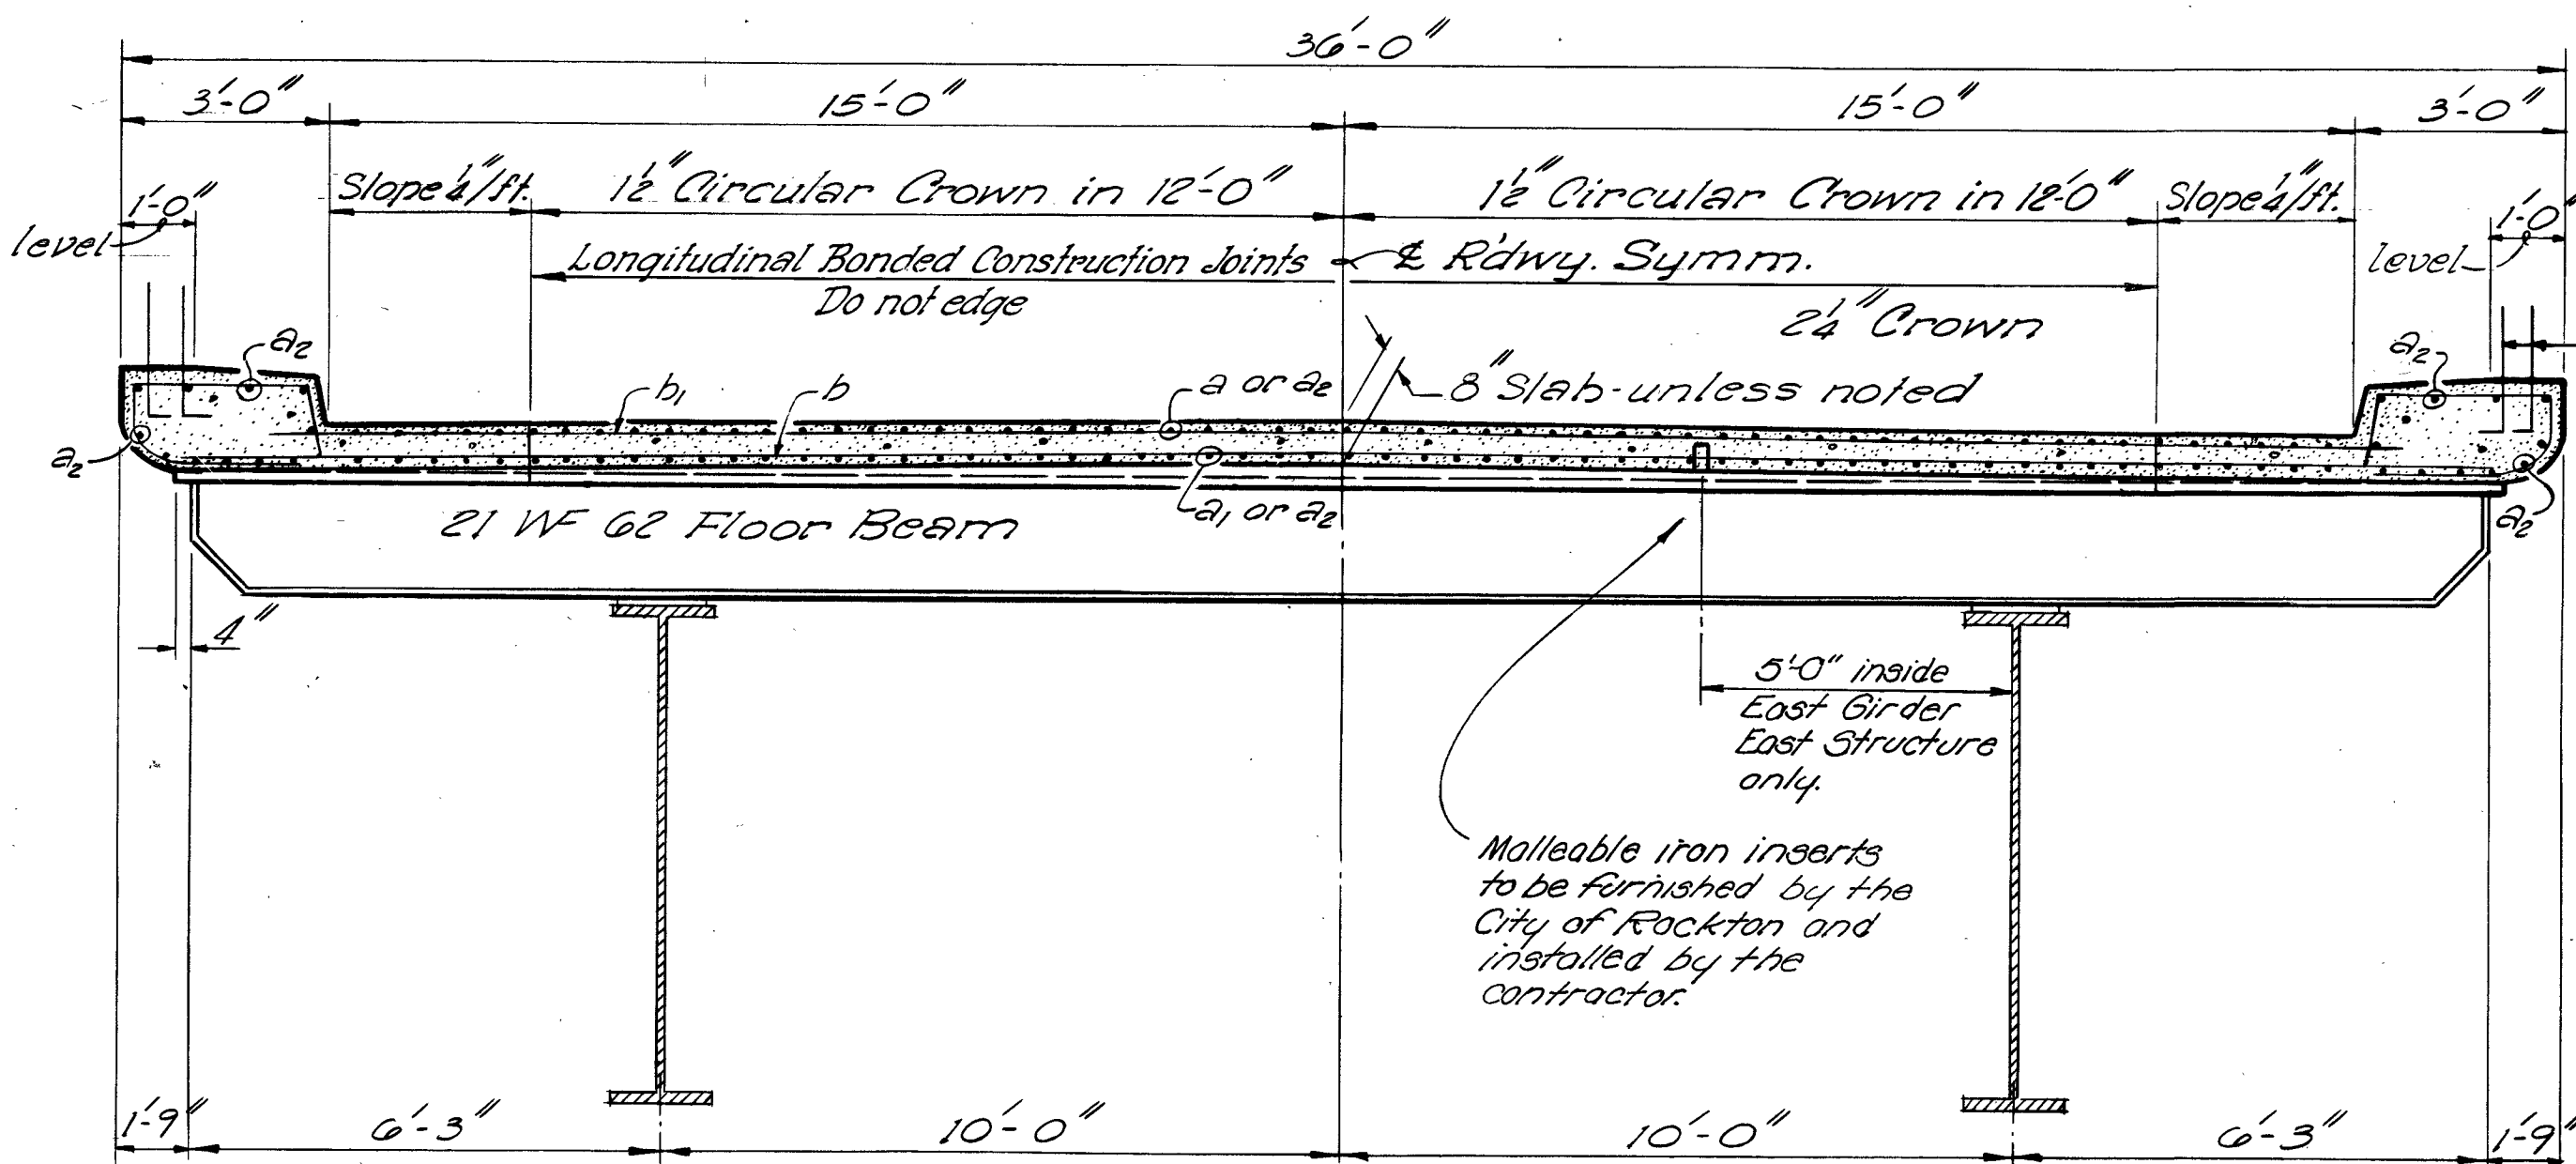 36'-0"
3'-0" 15'-0" 15'-0" 3'-0"
1'-0" Slope 1/4"/ft. 1 1/2" Circular Crown in 12'-0" 1 1/2" Circular Crown in 12'-0" Slope 1/4"/ft. 1'-0"
level Longitudinal Bonded Construction Joints ℄ R'dwy. Symm. level
Do not edge
2 1/4" Crown
a2 b1 b a or a2 8" Slab-unless noted a2
a2 a1 or a2 a2
21 WF 62 Floor Beam
4"
5'-0" inside
East Girder
East Structure
only.
Malleable iron inserts
to be furnished by the
City of Rockton and
installed by the
contractor.
1'-9" 6'-3" 10'-0" 10'-0" 6'-3" 1'-9"